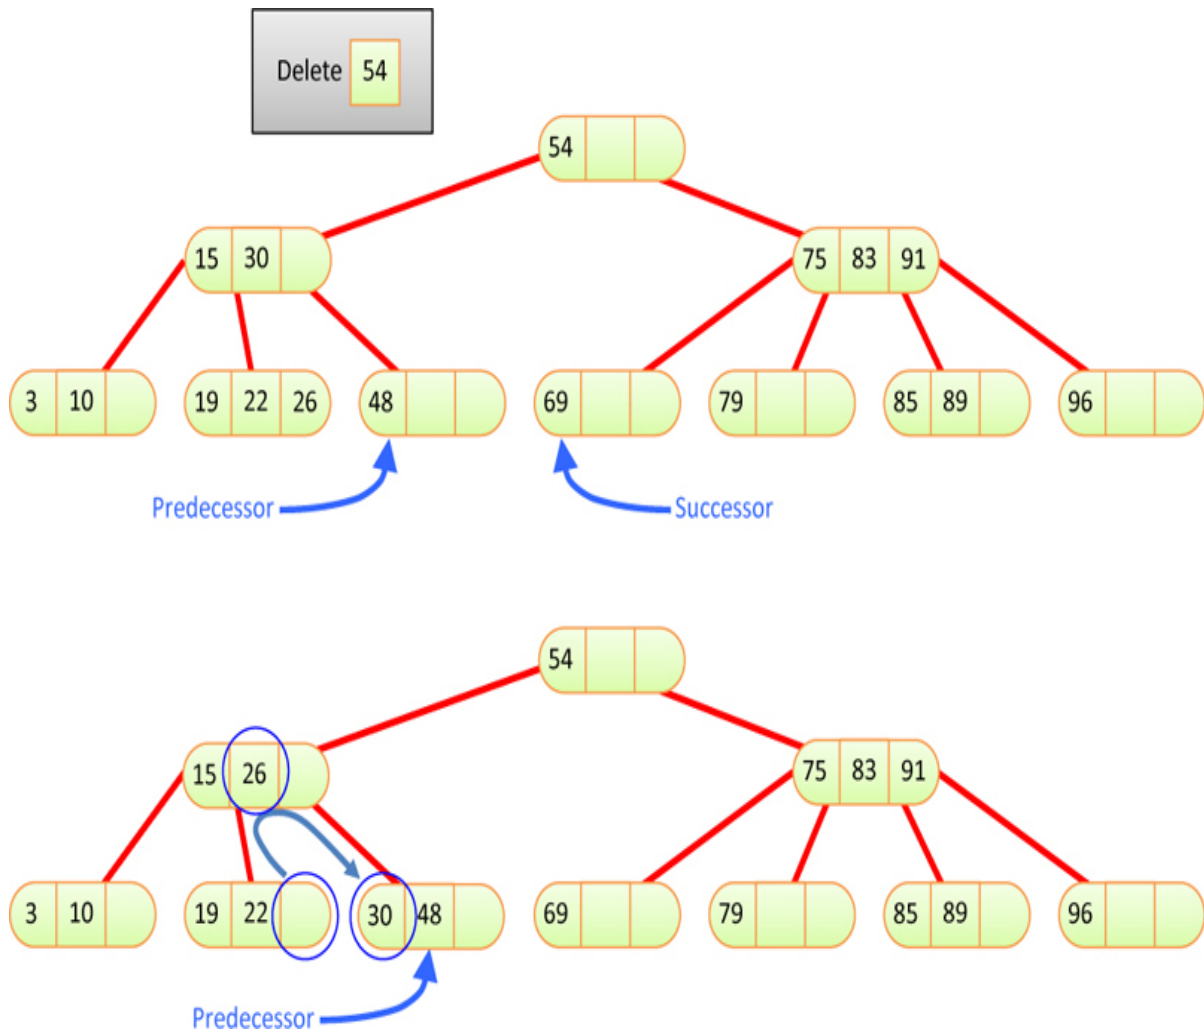 Delete 54
54
15 30 75 83 91
3 10 19 22 26 48 69 79 85 89 96
Predecessor Successor
54
15 26 75 83 91
3 10 19 22 30 48 69 79 85 89 96
Predecessor